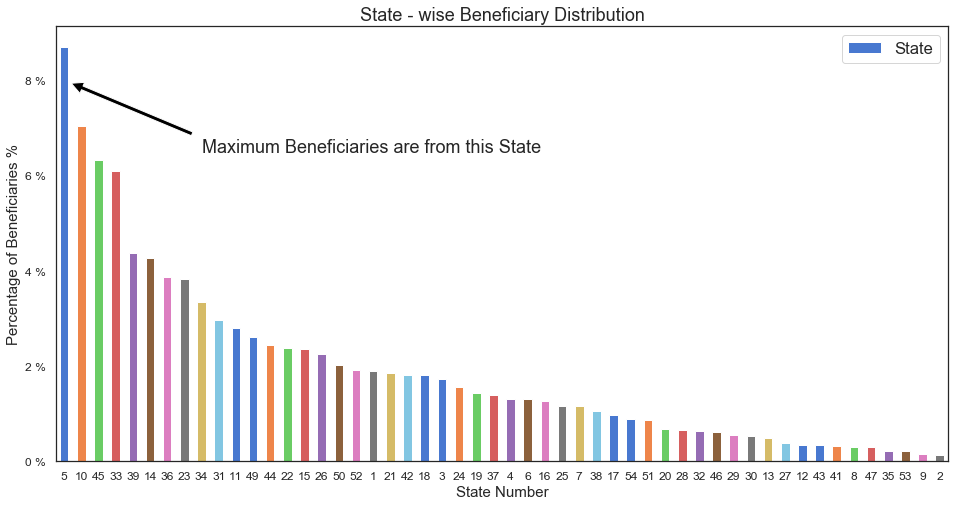 State - wise Beneficiary Distribution
State
8 %
Maximum Beneficiaries are from this State
6 %
4 %
2 %
0 %
Percentage of Beneficiaries %
5 10 45 33 39 14 36 23 34 31 11 49 44 22 15 26 50 52 1 21 42 18 3 24 19 37 4 6 16 25 7 38 17 54 51 20 28 32 46 29 30 13 27 12 43 41 8 47 35 53 9 2
State Number